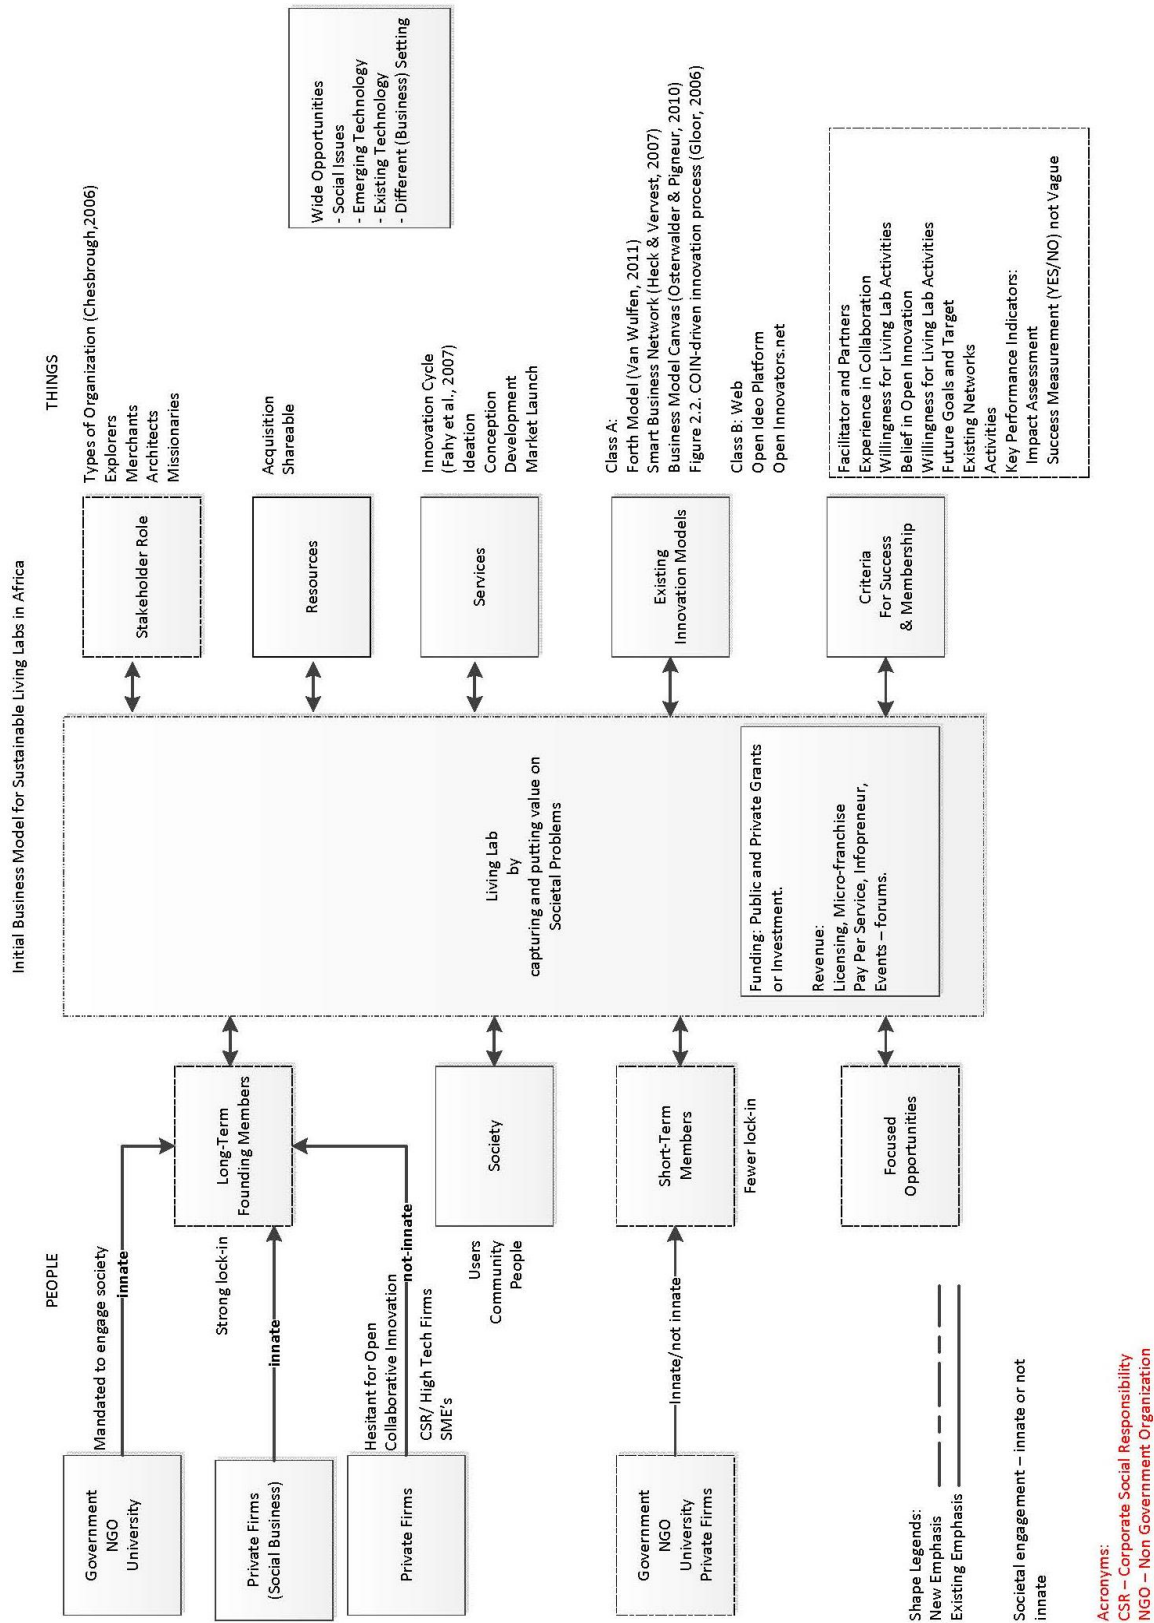 Initial Business Model for Sustainable Living Labs in Africa
PEOPLE
THINGS
Government
NGO
University
Mandated to engage society
innate
Private Firms
(Social Business)
innate
Private Firms
Hesitant for Open
Collaborative Innovation
not-innate
CSR/ High Tech Firms
SME's
Long-Term
Founding Members
Strong lock-in
Society
Users
Community
People
Government
NGO
University
Private Firms
Innate/not innate
Short-Term
Members
Fewer lock-in
Focused
Opportunities
Living Lab
by
capturing and putting value on
Societal Problems
Funding: Public and Private Grants
or Investment.
Revenue:
Licensing, Micro-franchise
Pay Per Service, Infopreneur,
Events – forums.
Stakeholder Role
Types of Organization (Chesbrough,2006)
Explorers
Merchants
Architects
Missionaries
Resources
Acquisition
Shareable
Wide Opportunities
- Social Issues
- Emerging Technology
- Existing Technology
- Different (Business) Setting
Services
Innovation Cycle
(Fahy et al., 2007)
Ideation
Conception
Development
Market Launch
Existing
Innovation Models
Class A:
Forth Model (Van Wulfen, 2011)
Smart Business Network (Heck & Vervest, 2007)
Business Model Canvas (Osterwalder & Pigneur, 2010)
Figure 2.2. COIN-driven innovation process (Gloor, 2006)
Class B: Web
Open Ideo Platform
Open Innovators.net
Criteria
For Success
& Membership
Facilitator and Partners
Experience in Collaboration
Willingness for Living Lab Activities
Belief in Open Innovation
Willingness for Living Lab Activities
Future Goals and Target
Existing Networks
Activities
Key Performance Indicators:
Impact Assessment
Success Measurement (YES/NO) not Vague
Shape Legends:
New Emphasis
Existing Emphasis
Societal engagement – innate or not
innate
Acronyms:
CSR – Corporate Social Responsibility
NGO – Non Government Organization